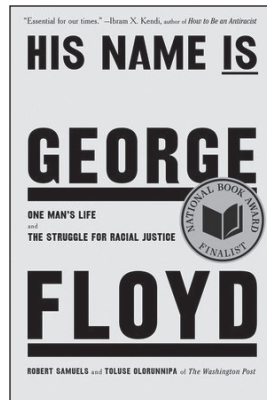 “Essential for our times.” —Ibram X. Kendi, author of How to Be an Antiracist
HIS NAME IS
GEORGE
ONE MAN’S LIFE
and
THE STRUGGLE FOR RACIAL JUSTICE
NATIONAL BOOK AWARD
FINALIST
FLOYD
ROBERT SAMUELS and TOLUSE OLORUNNIPA of The Washington Post